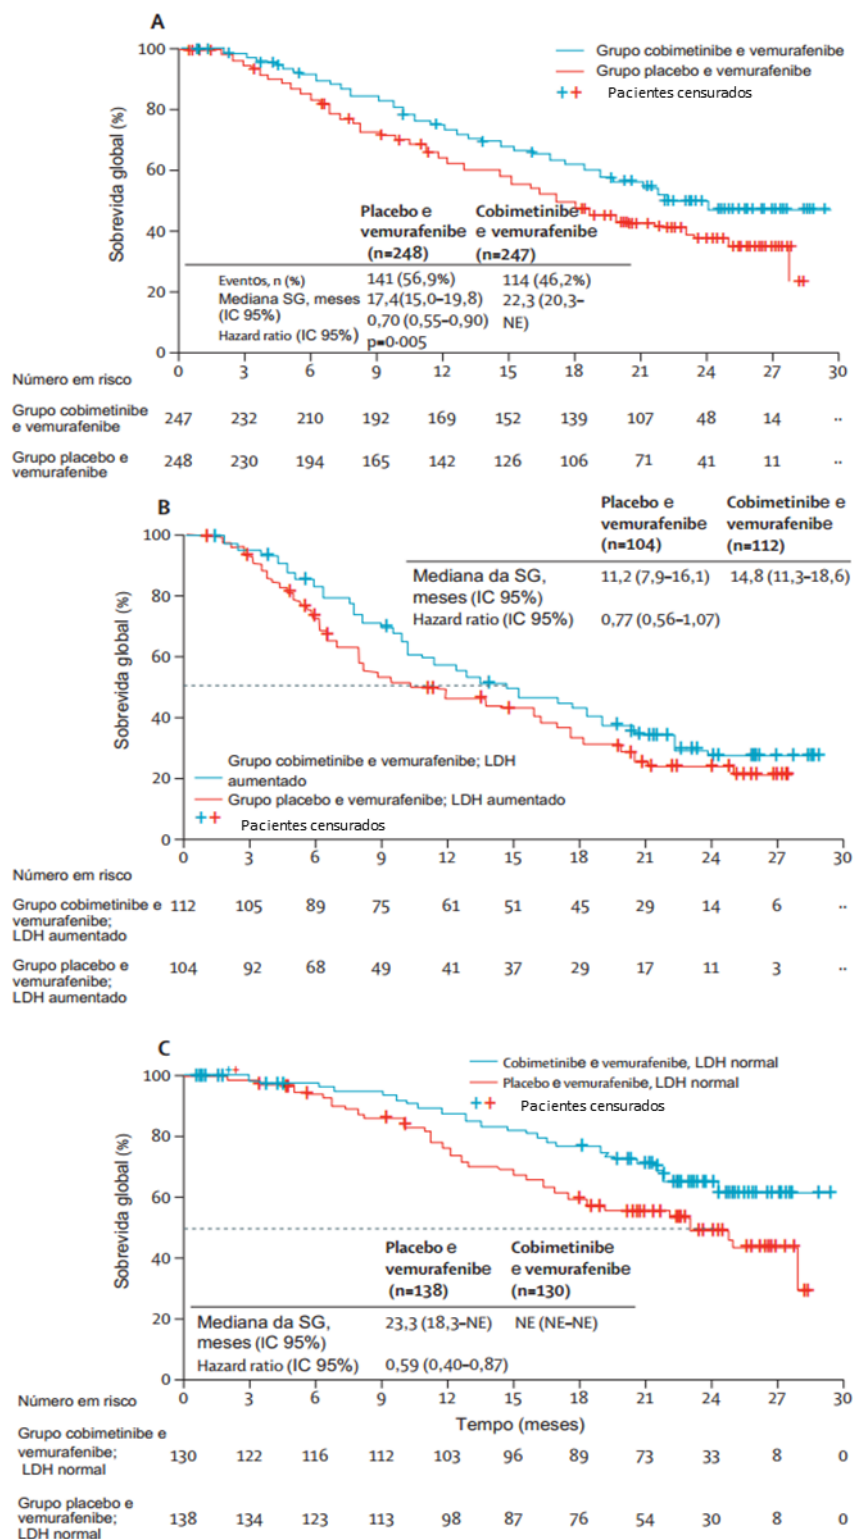 A
100
80
60
40
20
0
Sobrevida global (%)
Grupo cobimetinibe e vemurafenibe
Grupo placebo e vemurafenibe
Pacientes censurados
Placebo e Cobimetinibe
vemurafenibe e vemurafenibe
(n=248) (n=247)
Eventos, n (%) 141 (56,9%) 114 (46,2%)
Mediana SG, meses 17,4(15,0–19,8) 22,3 (20,3–
(IC 95%) 0,70 (0,55–0,90) NE)
Hazard ratio (IC 95%) p=0·005
0 3 6 9 12 15 18 21 24 27 30
Número em risco
Grupo cobimetinibe
e vemurafenibe 247 232 210 192 169 152 139 107 48 14 ..
Grupo placebo e
vemurafenibe 248 230 194 165 142 126 106 71 41 11 ..
B
100
80
60
40
20
0
Sobrevida global (%)
Placebo e Cobimetinibe e
vemurafenibe vemurafenibe
(n=104) (n=112)
Mediana da SG, 11,2 (7,9–16,1) 14,8 (11,3–18,6)
meses (IC 95%)
Hazard ratio (IC 95%) 0,77 (0,56–1,07)
Grupo cobimetinibe e vemurafenibe; LDH
aumentado
Grupo placebo e vemurafenibe; LDH aumentado
Pacientes censurados
0 3 6 9 12 15 18 21 24 27 30
Número em risco
Grupo cobimetinibe e 112 105 89 75 61 51 45 29 14 6 ..
vemurafenibe;
LDH aumentado
Grupo placebo e 104 92 68 49 41 37 29 17 11 3 ..
vemurafenibe;
LDH aumentado
C
100
80
60
40
20
0
Sobrevida global (%)
Cobimetinibe e vemurafenibe, LDH normal
Placebo e vemurafenibe, LDH normal
Pacientes censurados
Placebo e Cobimetinibe
vemurafenibe e vemurafenibe
(n=138) (n=130)
Mediana da SG, 23,3 (18,3–NE) NE (NE–NE)
meses (IC 95%)
Hazard ratio (IC 95%) 0,59 (0,40–0,87)
0 3 6 9 12 15 18 21 24 27 30
Número em risco
Tempo (meses)
Grupo cobimetinibe e
vemurafenibe; 130 122 116 112 103 96 89 73 33 8 0
LDH normal
Grupo placebo e
vemurafenibe; 138 134 123 113 98 87 76 54 30 8 0
LDH normal